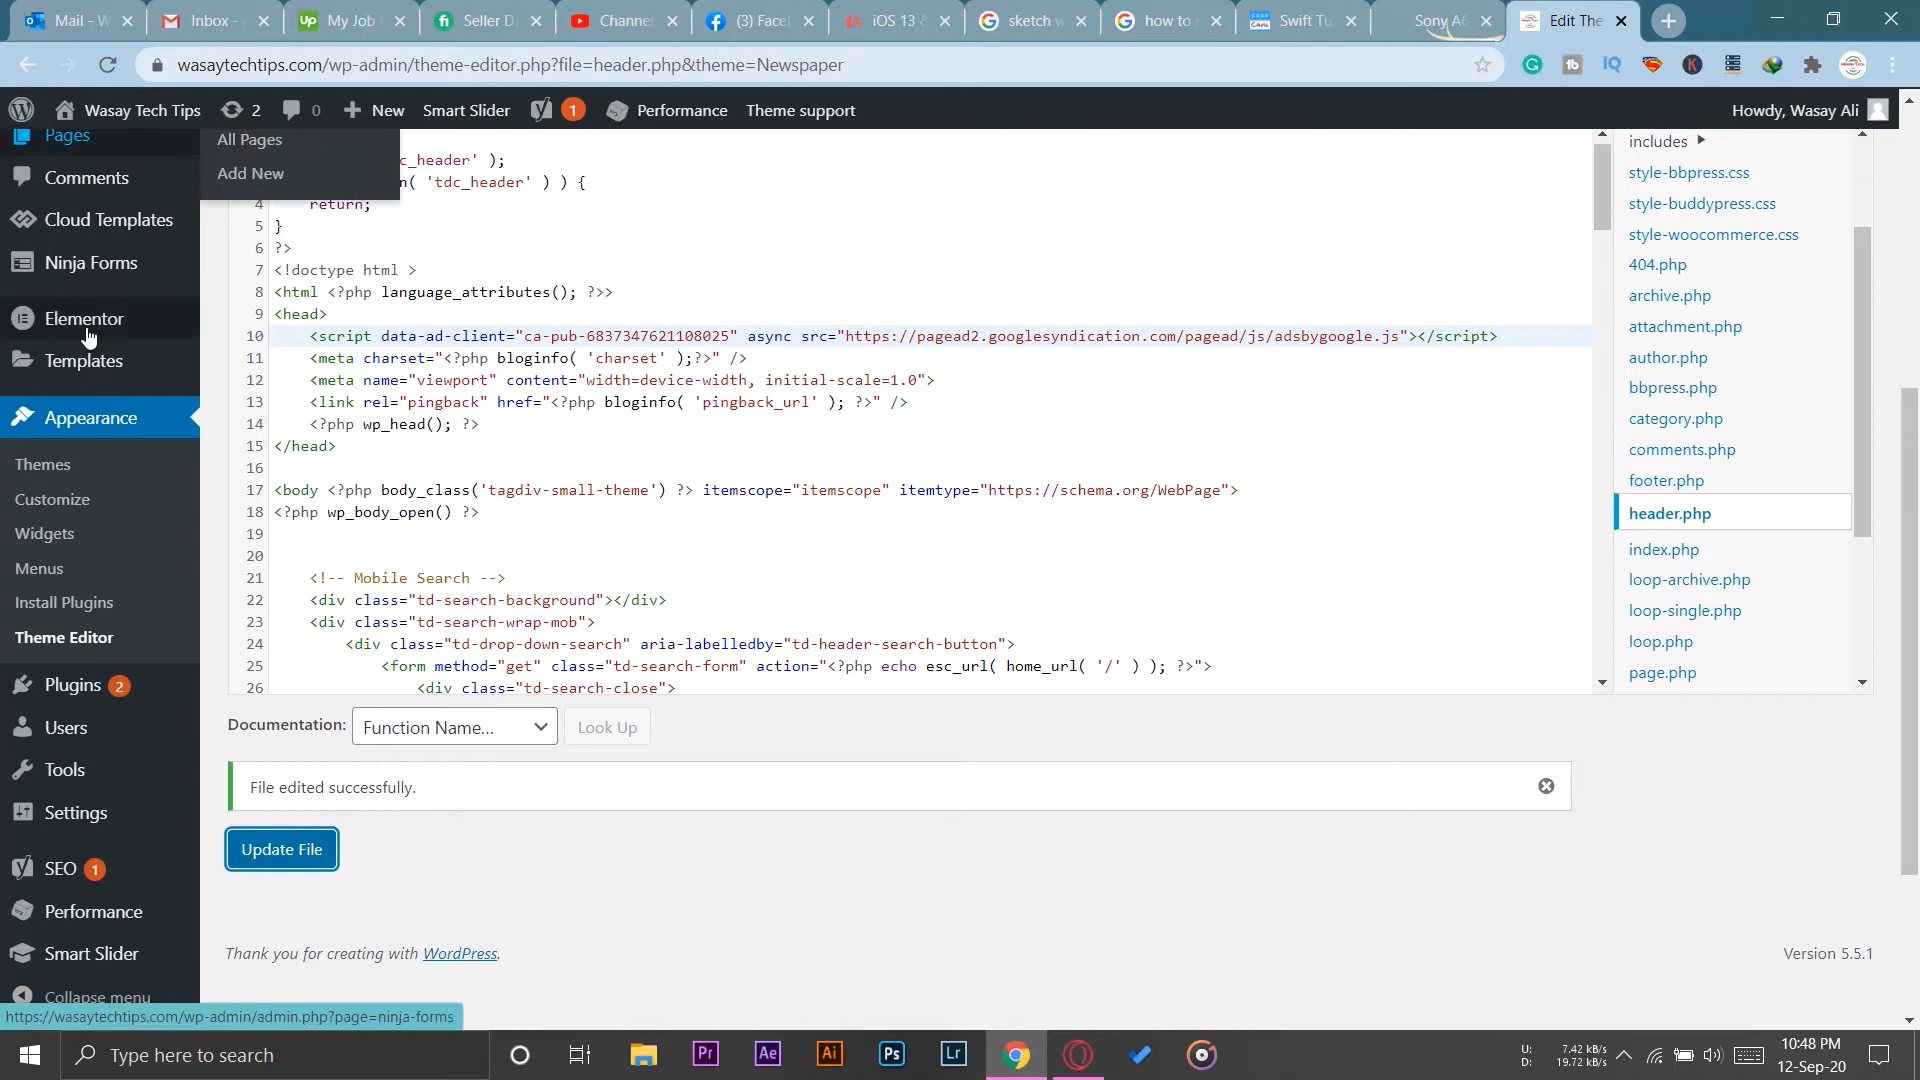 Mail - W
Inbox -
My Job
Seller D
Channe
(3) Face
iOS 13 &
sketch w
how to
Swift Tu
Sony A6
Edit The
wasaytechtips.com/wp-admin/theme-editor.php?file=header.php&theme=Newspaper
Wasay Tech Tips 2 0 New Smart Slider 1 Performance Theme support Howdy, Wasay Ali
Pages
All Pages
Add New
Comments
Cloud Templates
Ninja Forms
Elementor
Templates
Appearance
Themes
Customize
Widgets
Menus
Install Plugins
Theme Editor
Plugins 2
Users
Tools
Settings
SEO 1
Performance
Smart Slider
Collapse menu
https://wasaytechtips.com/wp-admin/admin.php?page=ninja-forms
c_header' );
n( 'tdc_header' ) ) {
4 return;
5 }
6 ?>
7 <!doctype html >
8 <html <?php language_attributes(); ?>>
9 <head>
10 <script data-ad-client="ca-pub-6837347621108025" async src="https://pagead2.googlesyndication.com/pagead/js/adsbygoogle.js"></script>
11 <meta charset="<?php bloginfo( 'charset' );?>" />
12 <meta name="viewport" content="width=device-width, initial-scale=1.0">
13 <link rel="pingback" href="<?php bloginfo( 'pingback_url' ); ?>" />
14 <?php wp_head(); ?>
15 </head>
16
17 <body <?php body_class('tagdiv-small-theme') ?> itemscope="itemscope" itemtype="https://schema.org/WebPage">
18 <?php wp_body_open() ?>
19
20
21 <!-- Mobile Search -->
22 <div class="td-search-background"></div>
23 <div class="td-search-wrap-mob">
24 <div class="td-drop-down-search" aria-labelledby="td-header-search-button">
25 <form method="get" class="td-search-form" action="<?php echo esc_url( home_url( '/' ) ); ?>">
26 <div class="td-search-close">
includes
style-bbpress.css
style-buddypress.css
style-woocommerce.css
404.php
archive.php
attachment.php
author.php
bbpress.php
category.php
comments.php
footer.php
header.php
index.php
loop-archive.php
loop-single.php
loop.php
page.php
Documentation: Function Name... Look Up
File edited successfully.
Update File
Thank you for creating with WordPress.
Version 5.5.1
Type here to search
Pr
Ae
Ai
Ps
Lr
U: 7.42 kB/s
D: 19.72 kB/s
10:48 PM
12-Sep-20